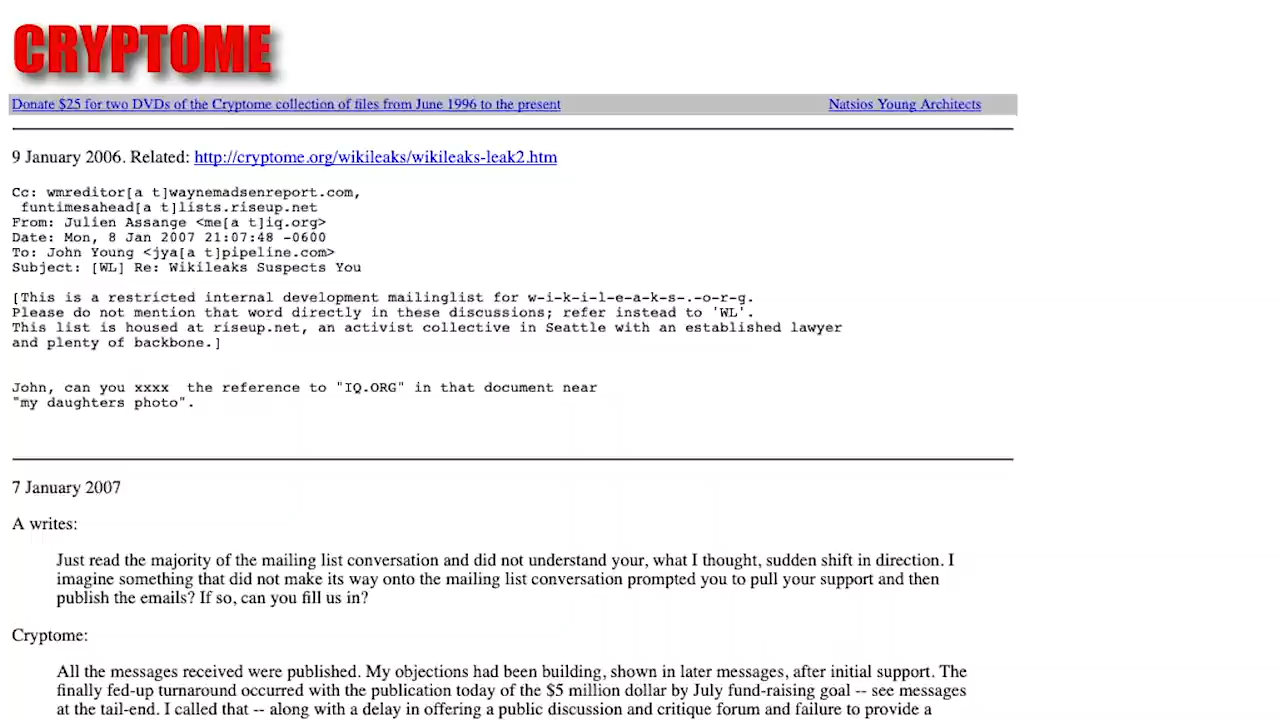 CRYPTOME
Donate $25 for two DVDs of the Cryptome collection of files from June 1996 to the present Natsios Young Architects
9 January 2006. Related: http://cryptome.org/wikileaks/wikileaks-leak2.htm
Cc: wmreditor[a t]waynemadsenreport.com,
funtimesahead[a t]lists.riseup.net
From: Julien Assange <me[a t]iq.org>
Date: Mon, 8 Jan 2007 21:07:48 -0600
To: John Young <jya[a t]pipeline.com>
Subject: [WL] Re: Wikileaks Suspects You
[This is a restricted internal development mailinglist for w-i-k-i-l-e-a-k-s-.-o-r-g.
Please do not mention that word directly in these discussions; refer instead to 'WL'.
This list is housed at riseup.net, an activist collective in Seattle with an established lawyer
and plenty of backbone.]
John, can you xxxx the reference to "IQ.ORG" in that document near
"my daughters photo".
7 January 2007
A writes:
Just read the majority of the mailing list conversation and did not understand your, what I thought, sudden shift in direction. I
imagine something that did not make its way onto the mailing list conversation prompted you to pull your support and then
publish the emails? If so, can you fill us in?
Cryptome:
All the messages received were published. My objections had been building, shown in later messages, after initial support. The
finally fed-up turnaround occurred with the publication today of the $5 million dollar by July fund-raising goal -- see messages
at the tail-end. I called that -- along with a delay in offering a public discussion and critique forum and failure to provide a